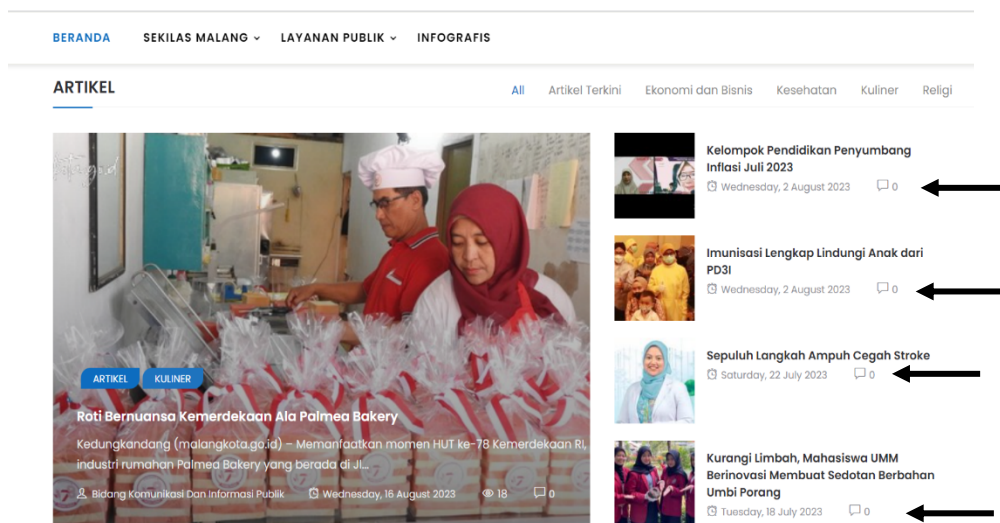 BERANDA SEKILAS MALANG LAYANAN PUBLIK INFOGRAFIS
ARTIKEL
All Artikel Terkini Ekonomi dan Bisnis Kesehatan Kuliner Religi
ARTIKEL KULINER
Roti Bernuansa Kemerdekaan Ala Palmea Bakery
Kedungkandang (malangkota.go.id) – Memanfaatkan momen HUT ke-78 Kemerdekaan RI,
industri rumahan Palmea Bakery yang berada di Jl...
Bidang Komunikasi Dan Informasi Publik Wednesday, 16 August 2023 18 0
Kelompok Pendidikan Penyumbang
Inflasi Juli 2023
Wednesday, 2 August 2023 0
Imunisasi Lengkap Lindungi Anak dari
PD3I
Wednesday, 2 August 2023 0
Sepuluh Langkah Ampuh Cegah Stroke
Saturday, 22 July 2023 0
Kurangi Limbah, Mahasiswa UMM
Berinovasi Membuat Sedotan Berbahan
Umbi Porang
Tuesday, 18 July 2023 0